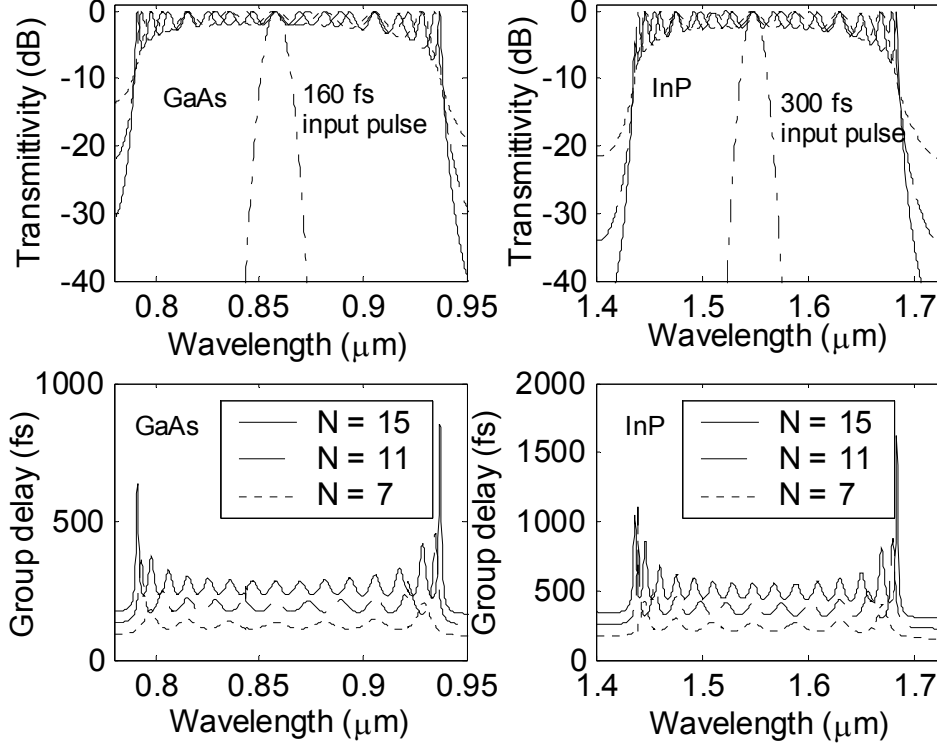 Transmittivity (dB)
0
-10
-20
-30
-40
GaAs
160 fs
input pulse
0.8
0.85
0.9
0.95
Wavelength (μm)
Transmittivity (dB)
0
-10
-20
-30
-40
InP
300 fs
input pulse
1.4
1.5
1.6
1.7
Wavelength (μm)
Group delay (fs)
1000
500
0
GaAs
N = 15
N = 11
N = 7
0.8
0.85
0.9
0.95
Wavelength (μm)
Group delay (fs)
2000
1500
1000
500
0
InP
N = 15
N = 11
N = 7
1.4
1.5
1.6
1.7
Wavelength (μm)